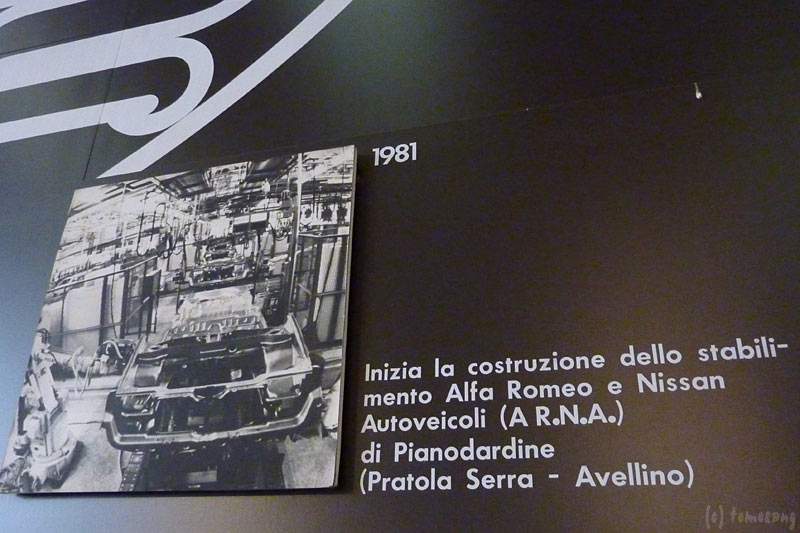 1981
Inizia la costruzione dello stabili-
mento Alfa Romeo e Nissan
Autoveicoli (A R.N.A.)
di Pianodardine
(Pratola Serra - Avellino)
(c) tomosang